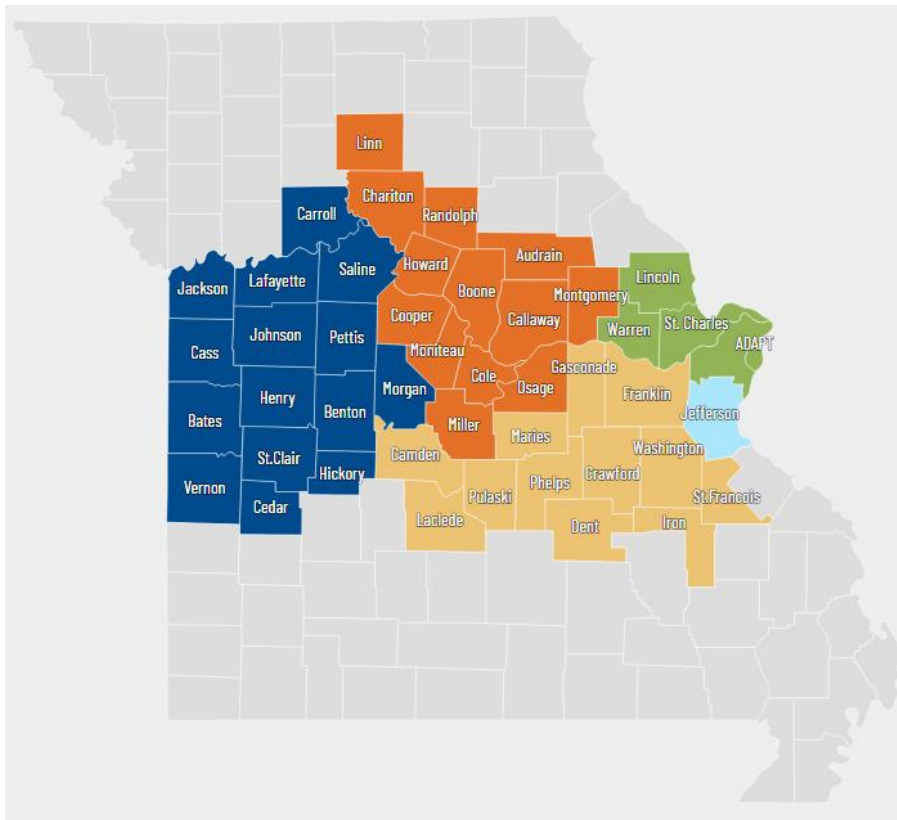 Linn
Chariton
Carroll
Randolph
Audrain
Howard
Saline
Lincoln
Lafayette
Jackson
Boone
Montgomery
Cooper
Callaway
St. Charles
Warren
Johnson
Pettis
ADAPT
Cass
Moniteau
Gasconade
Cole
Osage
Morgan
Franklin
Henry
Benton
Jefferson
Bates
Miller
Maries
Washington
Camden
St.Clair
Hickory
Crawford
Phelps
Vernon
Pulaski
St.Francois
Cedar
Laclede
Iron
Dent